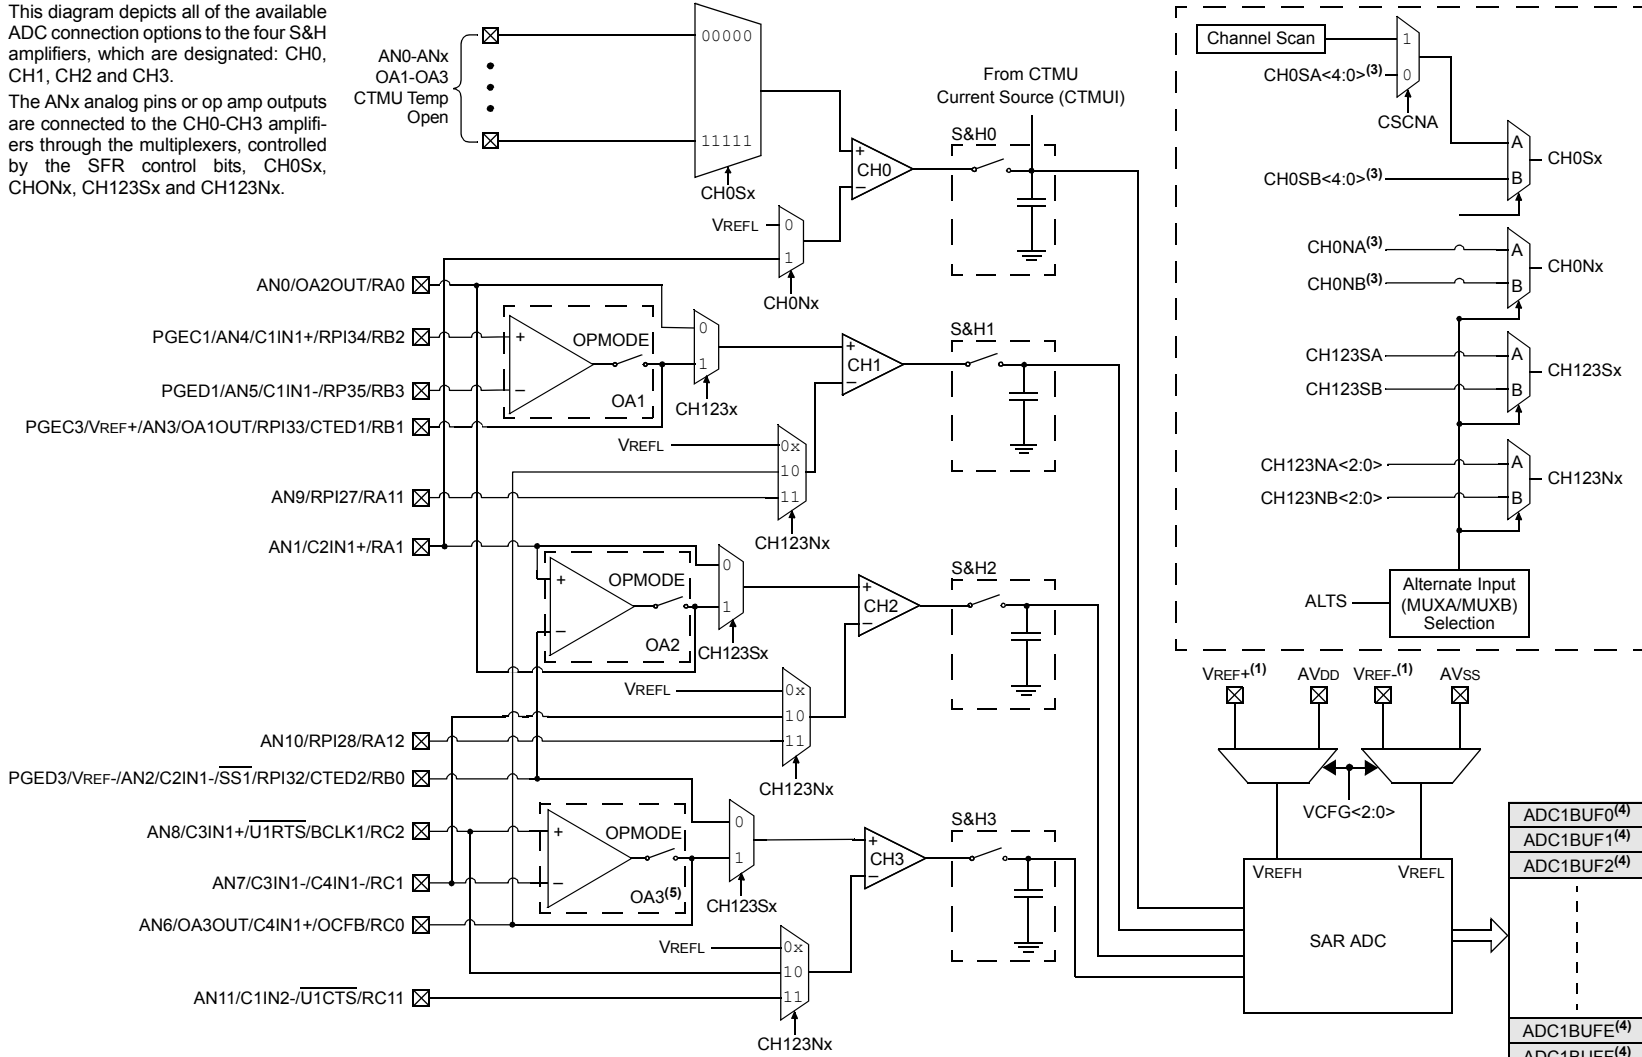 This diagram depicts all of the available
ADC connection options to the four S&H
amplifiers, which are designated: CH0,
CH1, CH2 and CH3.
The ANx analog pins or op amp outputs
are connected to the CH0-CH3 amplifi-
ers through the multiplexers, controlled
by the SFR control bits, CH0Sx,
CHONx, CH123Sx and CH123Nx.
AN0-ANx
OA1-OA3
CTMU Temp
Open
00000
11111
CH0Sx
From CTMU
Current Source (CTMUI)
S&H0
+
CH0
–
VREFL
0
1
CH0Nx
AN0/OA2OUT/RA0
PGEC1/AN4/C1IN1+/RPI34/RB2
PGED1/AN5/C1IN1-/RP35/RB3
PGEC3/VREF+/AN3/OA1OUT/RPI33/CTED1/RB1
+
–
OPMODE
OA1
0
1
CH123x
+
CH1
–
S&H1
VREFL
0x
10
11
CH123Nx
AN9/RPI27/RA11
AN1/C2IN1+/RA1
+
–
OPMODE
OA2
0
1
CH123Sx
+
CH2
–
S&H2
VREFL
0x
10
11
CH123Nx
AN10/RPI28/RA12
PGED3/VREF-/AN2/C2IN1-/SS1/RPI32/CTED2/RB0
AN8/C3IN1+/U1RTS/BCLK1/RC2
AN7/C3IN1-/C4IN1-/RC1
AN6/OA3OUT/C4IN1+/OCFB/RC0
+
–
OPMODE
OA3(5)
0
1
CH123Sx
+
CH3
–
S&H3
VREFL
0x
10
11
CH123Nx
AN11/C1IN2-/U1CTS/RC11
Channel Scan
1
CH0SA<4:0>(3)
0
CSCNA
A
CH0Sx
CH0SB<4:0>(3)
B
CH0NA(3)
A
CH0Nx
CH0NB(3)
B
CH123SA
A
CH123Sx
CH123SB
B
CH123NA<2:0>
A
CH123Nx
CH123NB<2:0>
B
ALTS
Alternate Input
(MUXA/MUXB)
Selection
VREF+(1) AVDD VREF-(1) AVSS
VCFG<2:0>
VREFH VREFL
SAR ADC
ADC1BUF0(4)
ADC1BUF1(4)
ADC1BUF2(4)
ADC1BUFE(4)
ADC1BUFF(4)